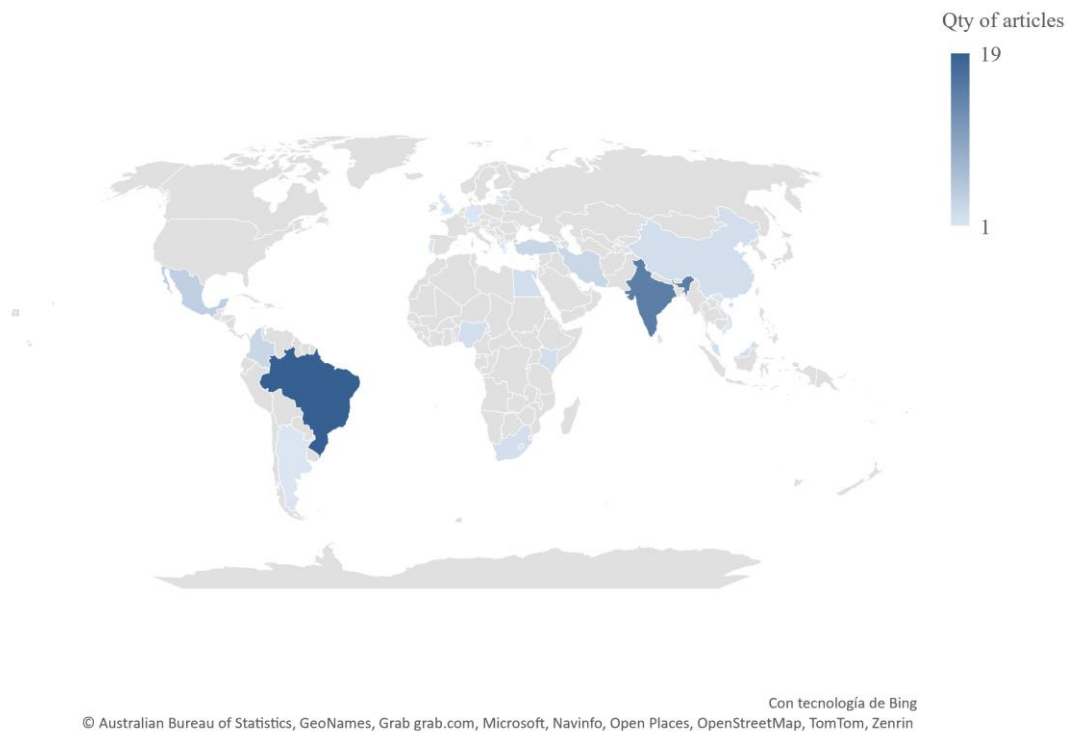 Qty of articles
19
1
Con tecnología de Bing
© Australian Bureau of Statistics, GeoNames, Grab grab.com, Microsoft, Navinfo, Open Places, OpenStreetMap, TomTom, Zenrin